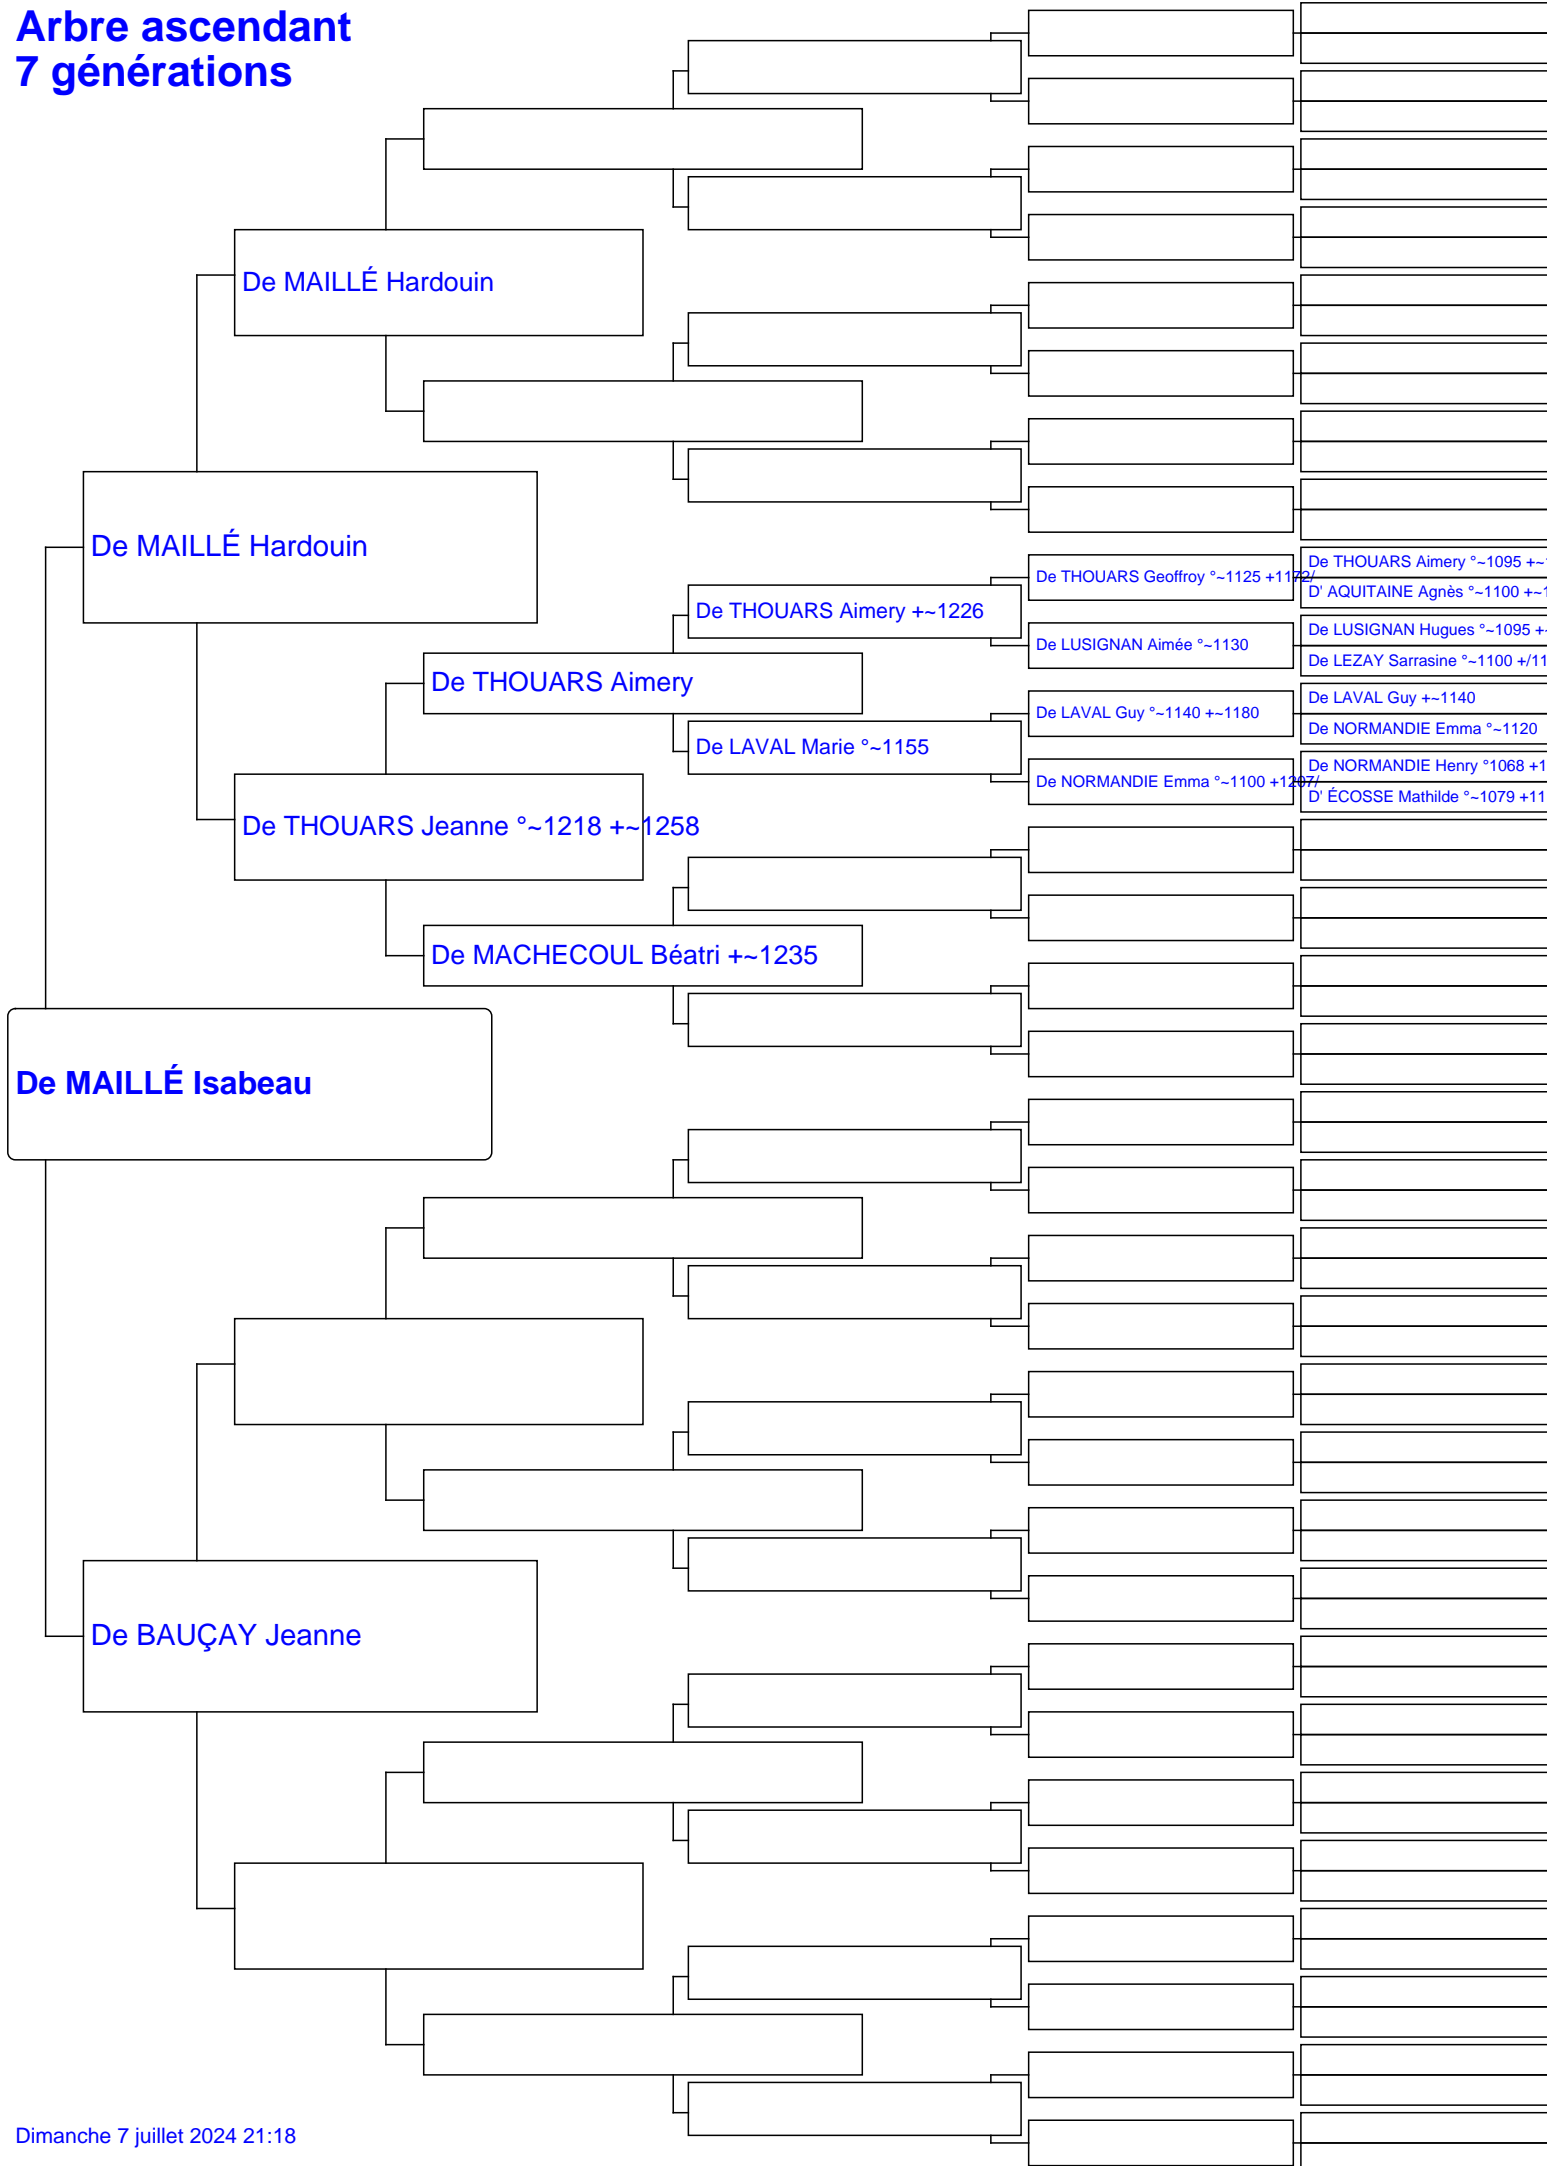 Arbre ascendant
7 générations
De MAILLÉ Hardouin
De MAILLÉ Hardouin
De THOUARS Geoffroy °~1125 +1172/
De THOUARS Aimery °~1095 +~1
D' AQUITAINE Agnès °~1100 +~1
De THOUARS Aimery +~1226
De LUSIGNAN Aimée °~1130
De LUSIGNAN Hugues °~1095 +~
De LEZAY Sarrasine °~1100 +/11
De THOUARS Aimery
De LAVAL Guy °~1140 +~1180
De LAVAL Guy +~1140
De NORMANDIE Emma °~1120
De LAVAL Marie °~1155
De NORMANDIE Emma °~1100 +1207/
De NORMANDIE Henry °1068 +1
D' ÉCOSSE Mathilde °~1079 +11
De THOUARS Jeanne °~1218 +~1258
De MACHECOUL Béatri +~1235
De MAILLÉ Isabeau
De BAUÇAY Jeanne
Dimanche 7 juillet 2024 21:18